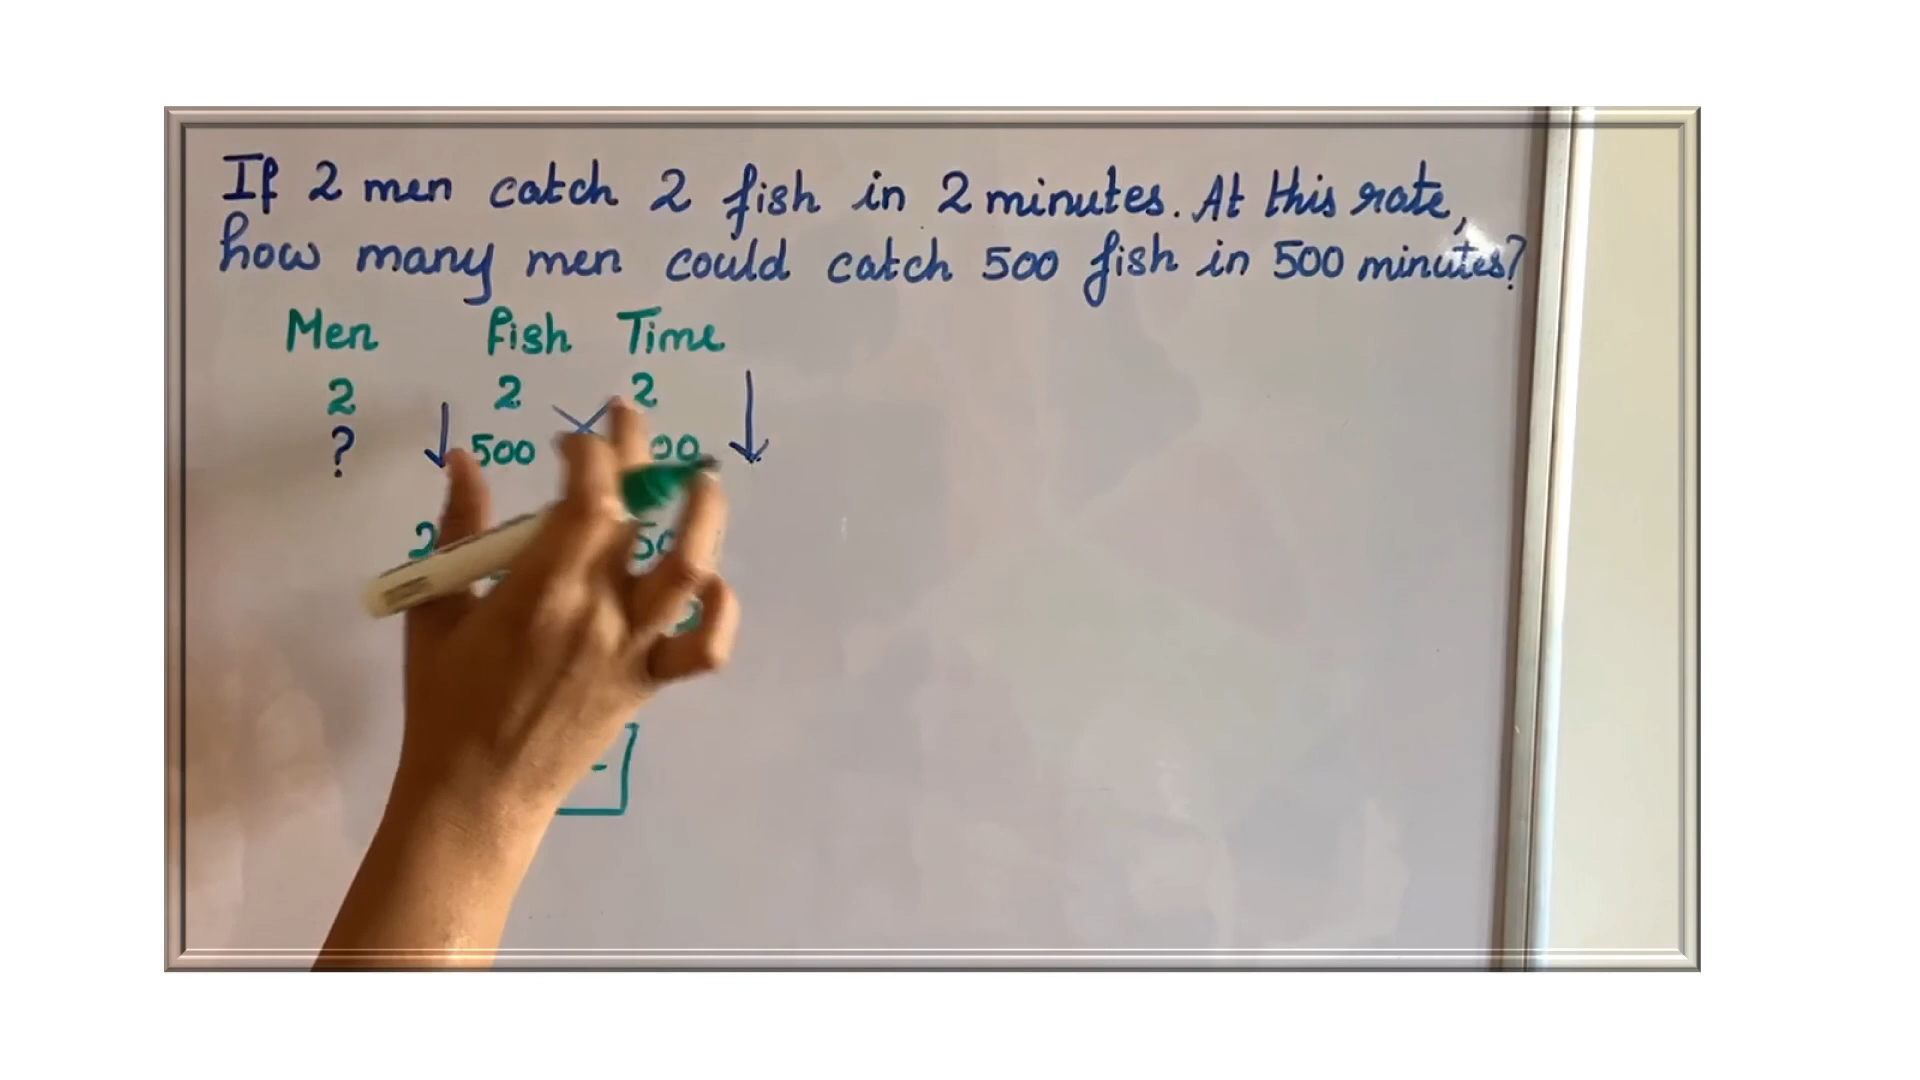 If 2 men catch 2 fish in 2 minutes. At this rate,
how many men could catch 500 fish in 500 minutes?
Men fish Time
2 2 2
? 500
2